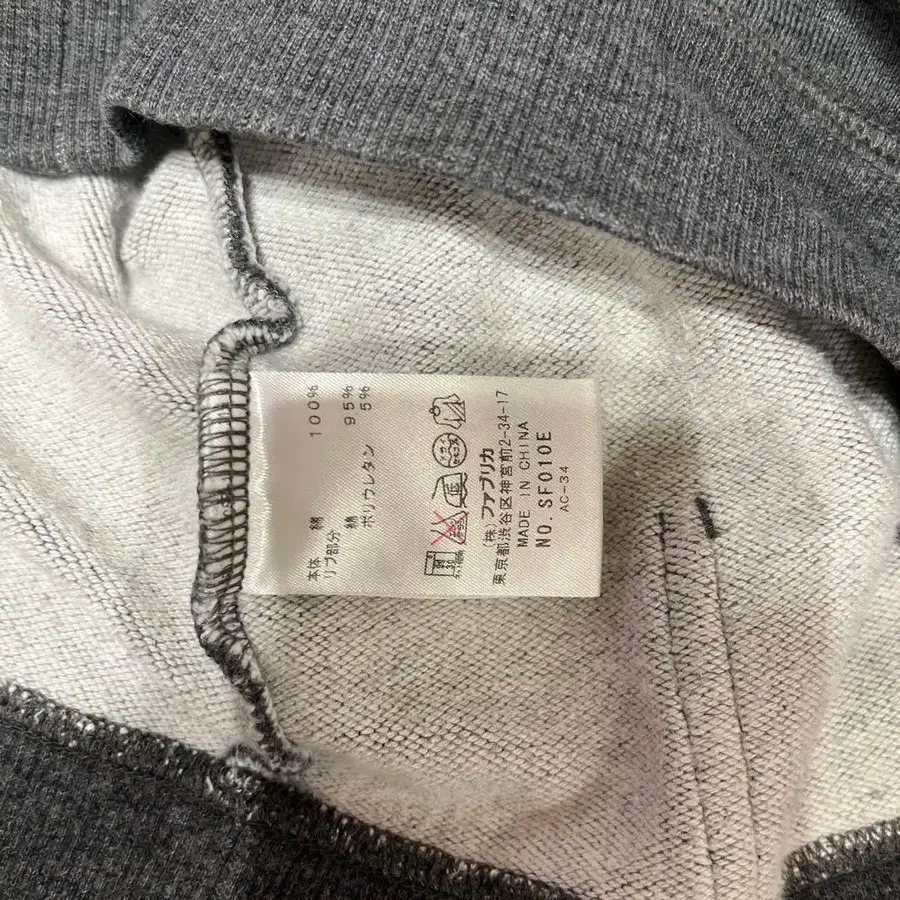 本体 綿 100%
リブ部分 綿 95%
ポリウレタン 5%
(株)ファブリカ
東京都渋谷区神宮前2-34-17
MADE IN CHINA
NO. SF010E
AC-34